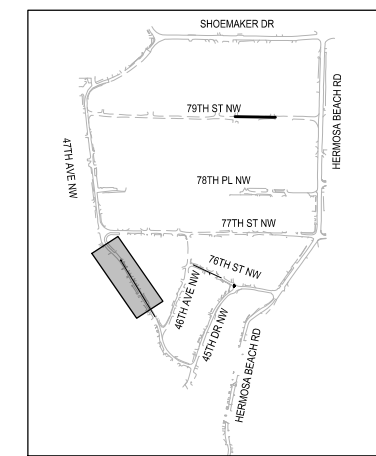 SHOEMAKER DR
79TH ST NW
HERMOSA BEACH RD
47TH AVE NW
78TH PL NW
77TH ST NW
76TH ST NW
46TH AVE NW
45TH DR NW
HERMOSA BEACH RD